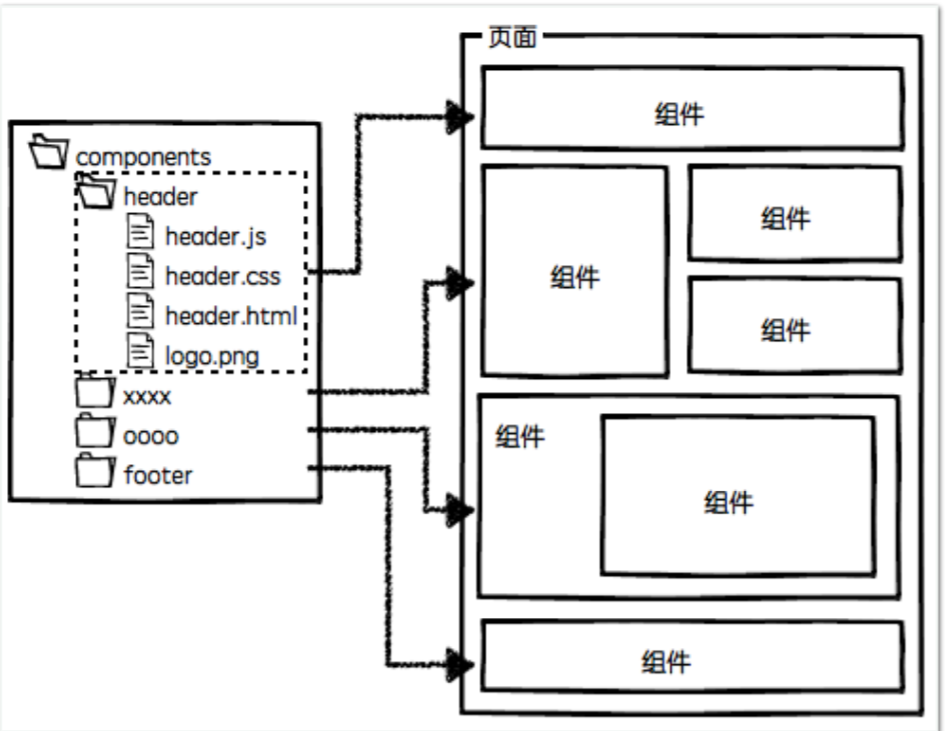 components
header
header.js
header.css
header.html
logo.png
xxxx
oooo
footer
页面
组件
组件
组件
组件
组件
组件
组件